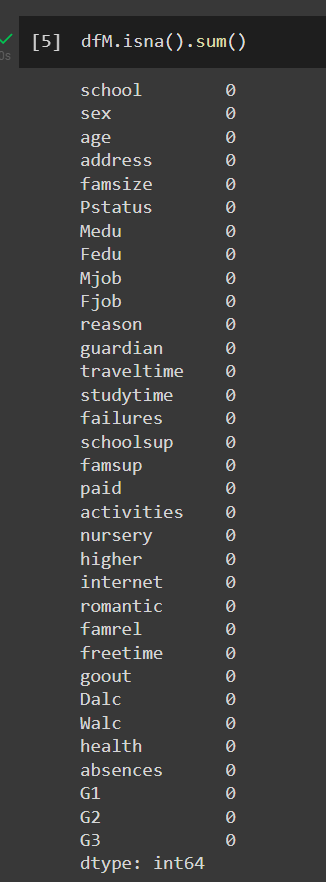 [5] dfM.isna().sum()
0s
school 0
sex 0
age 0
address 0
famsize 0
Pstatus 0
Medu 0
Fedu 0
Mjob 0
Fjob 0
reason 0
guardian 0
traveltime 0
studytime 0
failures 0
schoolsup 0
famsup 0
paid 0
activities 0
nursery 0
higher 0
internet 0
romantic 0
famrel 0
freetime 0
goout 0
Dalc 0
Walc 0
health 0
absences 0
G1 0
G2 0
G3 0
dtype: int64